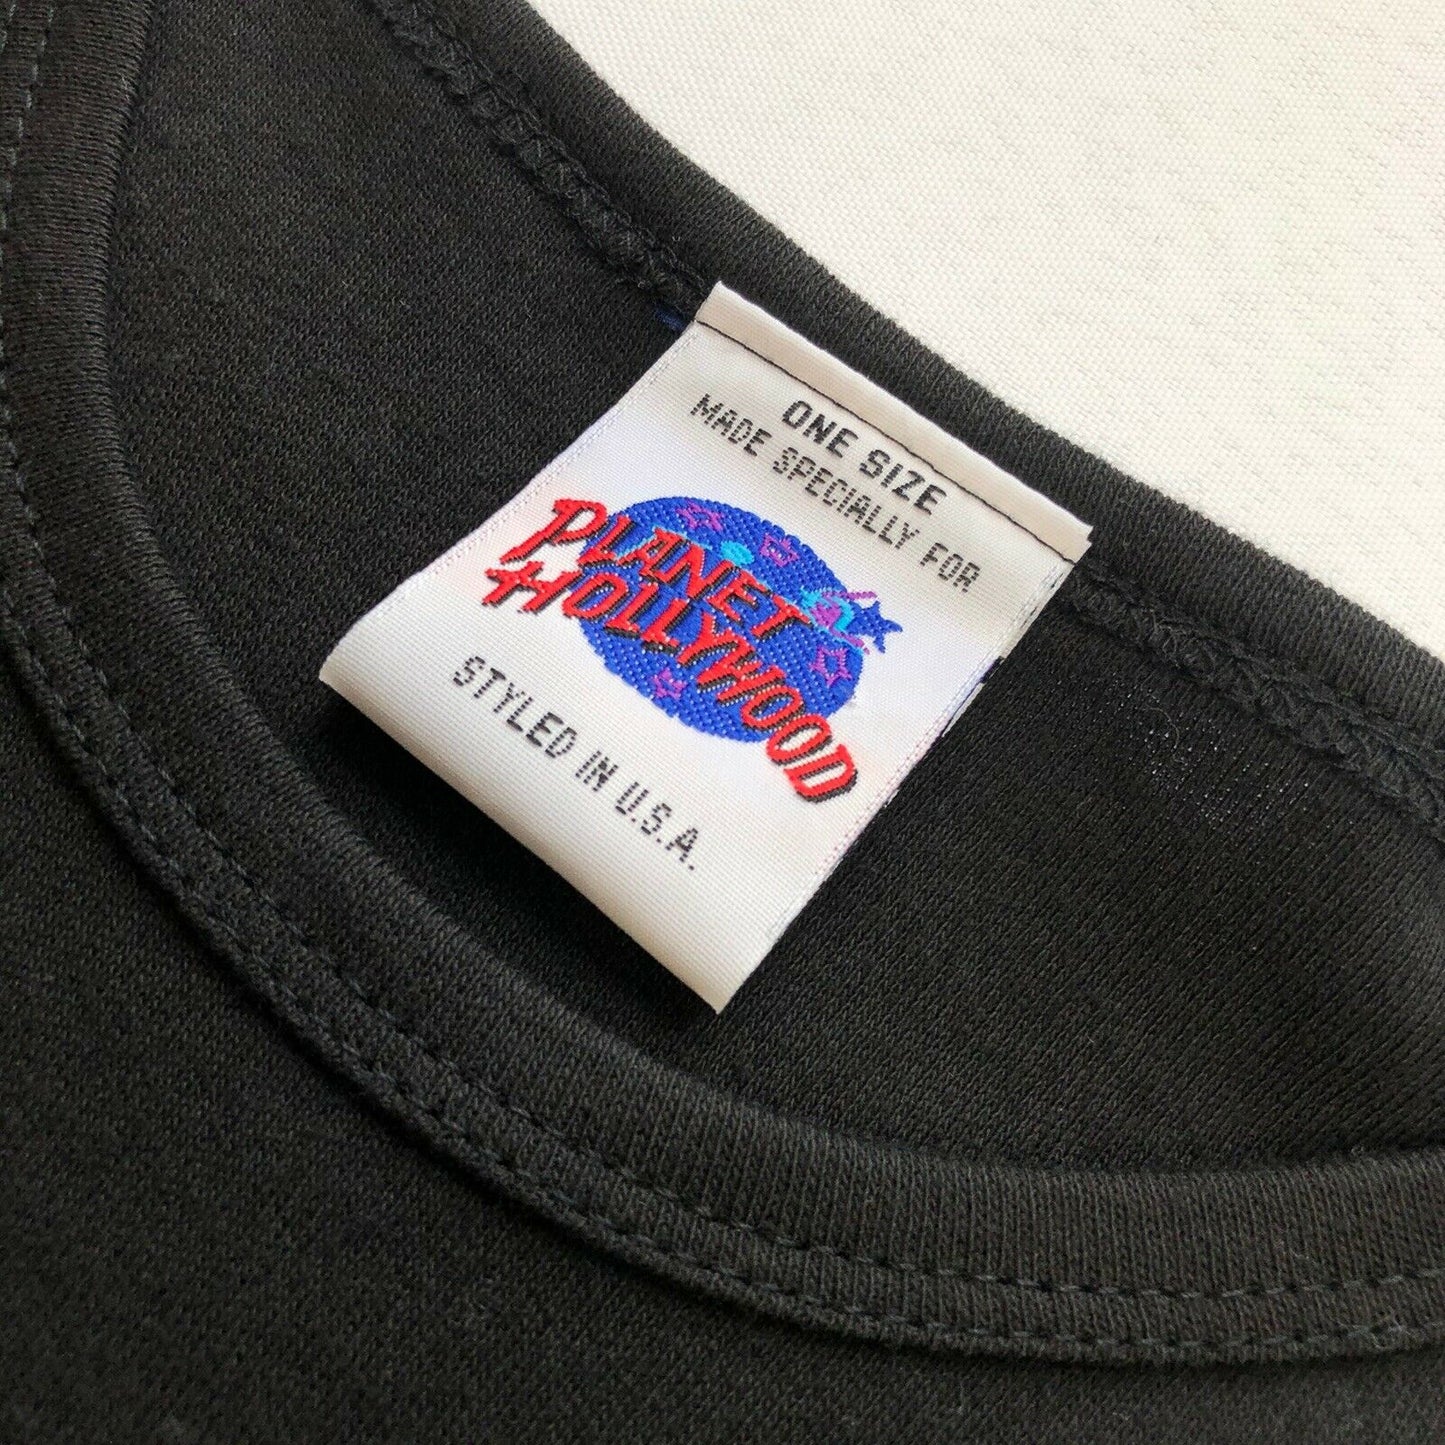 ONE SIZE
MADE SPECIALLY FOR
PLANET
HOLLYWOOD
STYLED IN U.S.A.